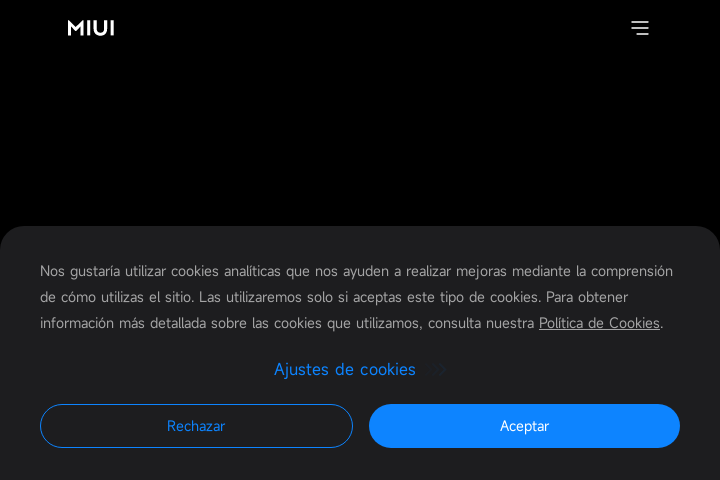 MIUI
Nos gustaría utilizar cookies analíticas que nos ayuden a realizar mejoras mediante la comprensión
de cómo utilizas el sitio. Las utilizaremos solo si aceptas este tipo de cookies. Para obtener
información más detallada sobre las cookies que utilizamos, consulta nuestra Política de Cookies.
Ajustes de cookies
Rechazar
Aceptar